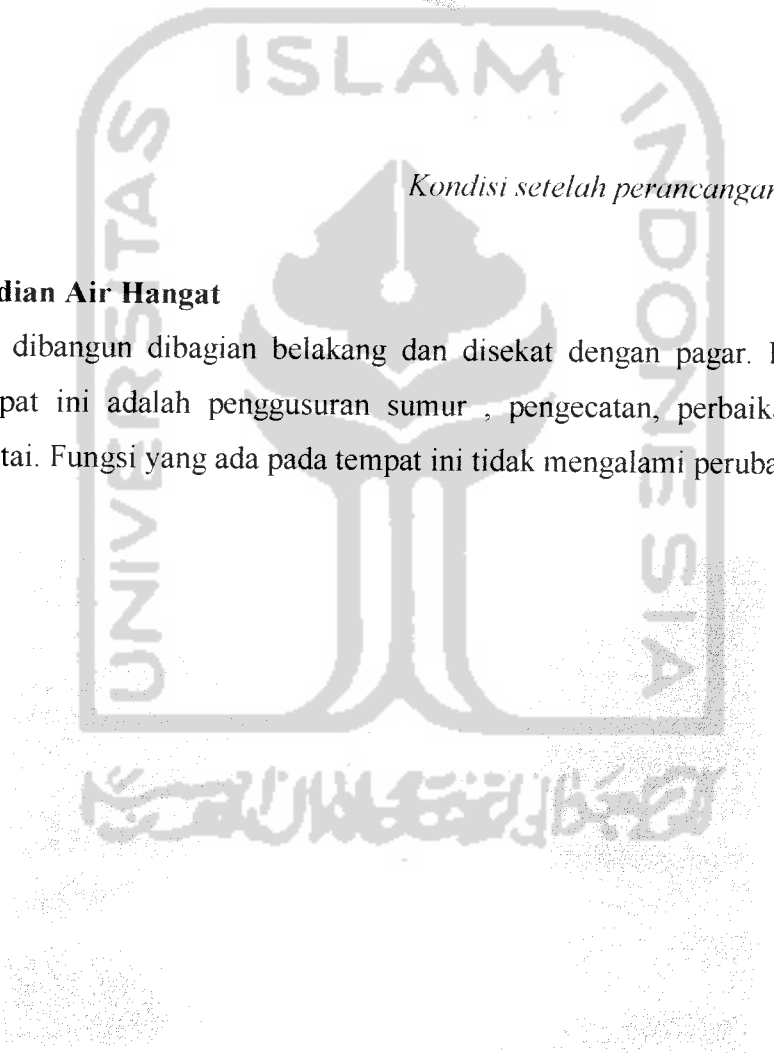 ISLAM
UNIVERSITAS
INDONESIA
Kondisi setelah perancangan
dian Air Hangat
dibangun dibagian belakang dan disekat dengan pagar.
pat ini adalah penggusuran sumur , pengecatan, perbaika
tai. Fungsi yang ada pada tempat ini tidak mengalami peruba